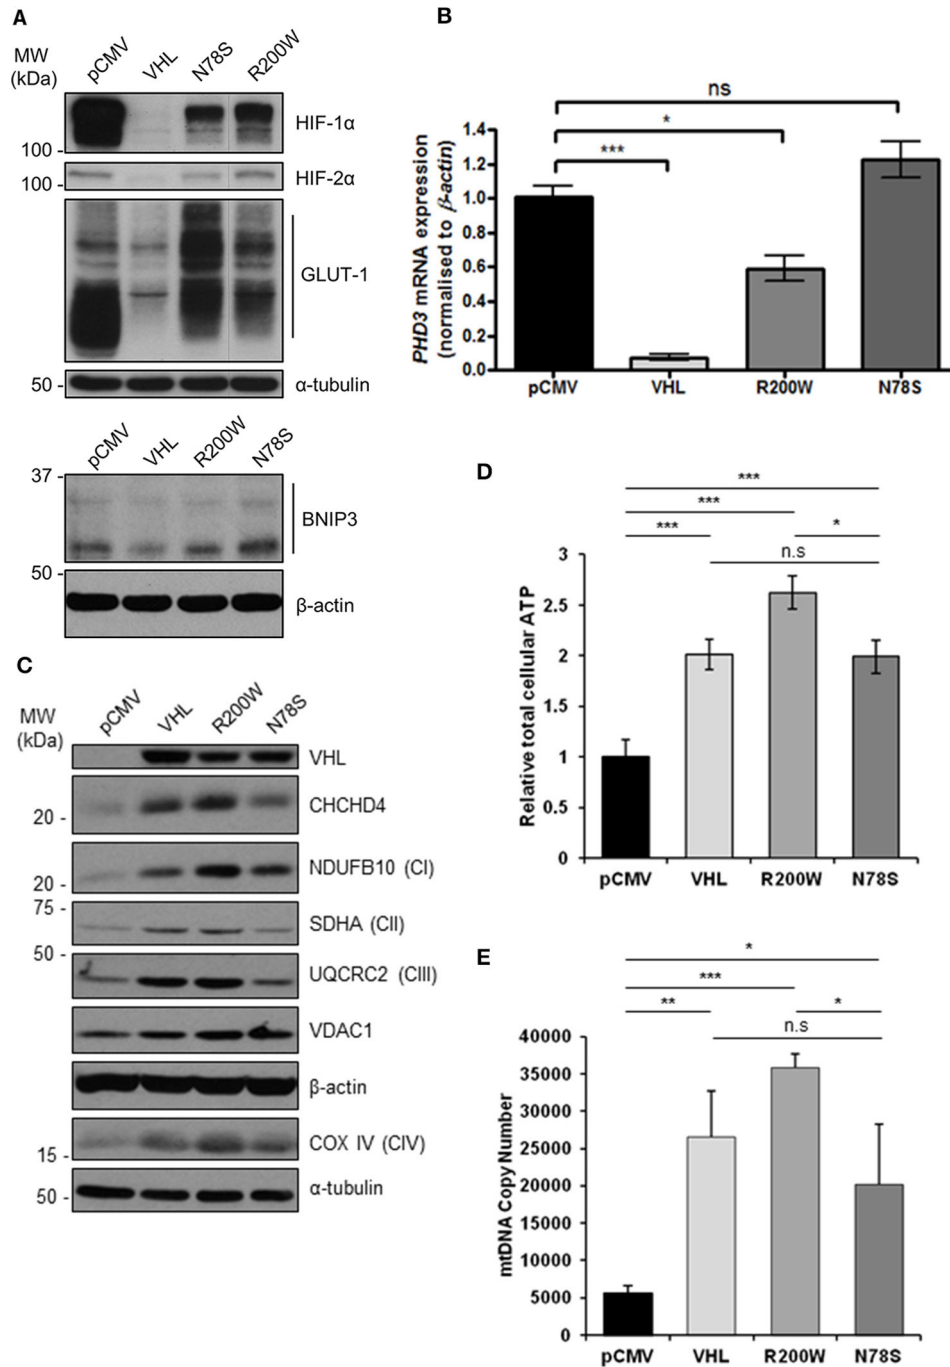 A
MW
(kDa)
pCMV
VHL
N78S
R200W
HIF-1α
100 -
HIF-2α
100 -
GLUT-1
50 -
α-tubulin
pCMV
VHL
R200W
N78S
37 -
BNIP3
50 -
β-actin
B
ns
*
***
PHD3 mRNA expression
(normalised to β-actin)
1.4
1.2
1.0
0.8
0.6
0.4
0.2
0.0
pCMV VHL R200W N78S
C
MW
(kDa)
pCMV
VHL
R200W
N78S
VHL
CHCHD4
20 -
NDUFB10 (CI)
20 -
75 -
SDHA (CII)
50 -
UQCRC2 (CIII)
VDAC1
β-actin
COX IV (CIV)
15 -
α-tubulin
50 -
D
***
***
*** *
n.s
Relative total cellular ATP
3
2.5
2
1.5
1
0.5
0
pCMV VHL R200W N78S
E
*
***
** *
n.s
mtDNA Copy Number
40000
35000
30000
25000
20000
15000
10000
5000
0
pCMV VHL R200W N78S